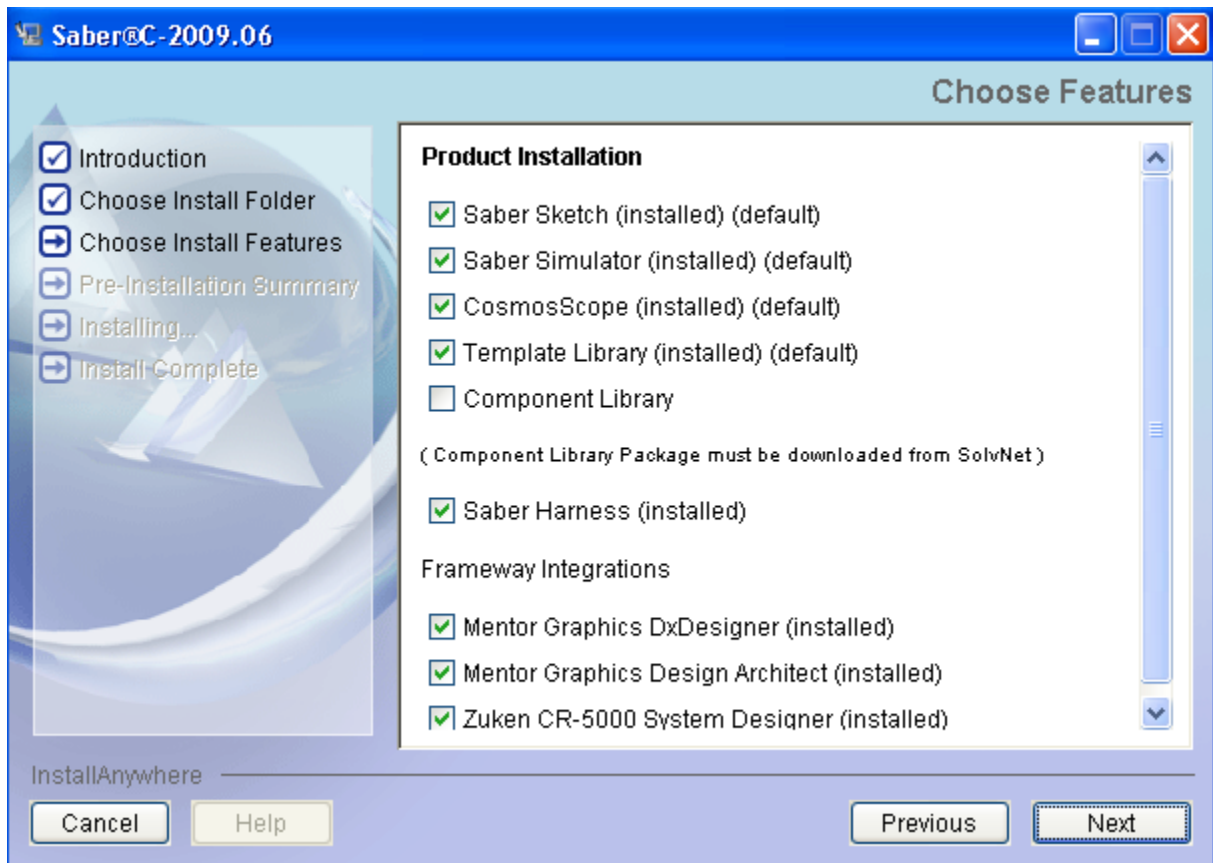 Saber®C-2009.06
Choose Features
Introduction
Choose Install Folder
Choose Install Features
Pre-Installation Summary
Installing...
Install Complete
Product Installation
Saber Sketch (installed) (default)
Saber Simulator (installed) (default)
CosmosScope (installed) (default)
Template Library (installed) (default)
Component Library
( Component Library Package must be downloaded from SolvNet )
Saber Harness (installed)
Frameway Integrations
Mentor Graphics DxDesigner (installed)
Mentor Graphics Design Architect (installed)
Zuken CR-5000 System Designer (installed)
InstallAnywhere
Cancel
Help
Previous
Next